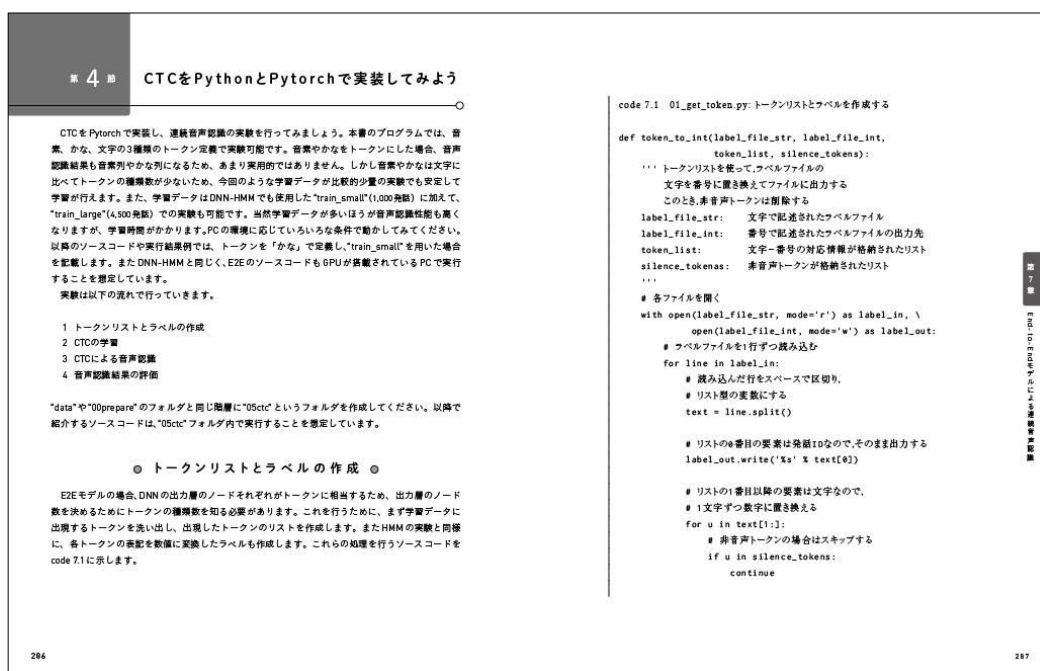 第 4 節
CTCをPythonとPytorchで実装してみよう
CTCをPytorchで実装し、連続音声認識の実験を行ってみましょう。本書のプログラムでは、音
素、かな、文字の3種類のトークン定義で実験可能です。音素やかなをトークンにした場合、音声
認識結果も音素列やかな列になるため、あまり実用的ではありません。しかし音素やかなは文字に
比べてトークンの種類数が少ないため、今回のような学習データが比較的少量の実験でも安定して
学習が行えます。また、学習データはDNN-HMMでも使用した“train_small”(1,000発話)に加えて、
“train_large”(4,500発話)での実験も可能です。当然学習データが多いほうが音声認識性能も高く
なりますが、学習時間がかかります。PCの環境に応じていろいろな条件で動かしてみてください。
以降のソースコードや実行結果例では、トークンを「かな」で定義し、“train_small”を用いた場合
を記載します。またDNN-HMMと同じく、E2EのソースコードもGPUが搭載されているPCで実行
することを想定しています。
実験は以下の流れで行っていきます。
1 トークンリストとラベルの作成
2 CTCの学習
3 CTCによる音声認識
4 音声認識結果の評価
“data”や“00prepare”のフォルダと同じ階層に“05ctc”というフォルダを作成してください。以降で
紹介するソースコードは、“05ctc”フォルダ内で実行することを想定しています。
トークンリストとラベルの作成
E2Eモデルの場合、DNNの出力層のノードそれぞれがトークンに相当するため、出力層のノード
数を決めるためにトークンの種類数を知る必要があります。これを行うために、まず学習データに
出現するトークンを洗い出し、出現したトークンのリストを作成します。またHMMの実験と同様
に、各トークンの表記を数値に変換したラベルも作成します。これらの処理を行うソースコードを
code 7.1に示します。
286
code 7.1 01_get_token.py: トークンリストとラベルを作成する
def token_to_int(label_file_str, label_file_int,
token_list, silence_tokens):
''' トークンリストを使って,ラベルファイルの
文字を番号に置き換えてファイルに出力する
このとき,非音声トークンは削除する
label_file_str: 文字で記述されたラベルファイル
label_file_int: 番号で記述されたラベルファイルの出力先
token_list: 文字-番号の対応情報が格納されたリスト
silence_tokenas: 非音声トークンが格納されたリスト
'''
# 各ファイルを開く
with open(label_file_str, mode='r') as label_in, \
open(label_file_int, mode='w') as label_out:
# ラベルファイルを1行ずつ読み込む
for line in label_in:
# 読み込んだ行をスペースで区切り,
# リスト型の変数にする
text = line.split()
# リストの0番目の要素は発話IDなので,そのまま出力する
label_out.write('%s' % text[0])
# リストの1番目以降の要素は文字なので,
# 1文字ずつ数字に置き換える
for u in text[1:]:
# 非音声トークンの場合はスキップする
if u in silence_tokens:
continue
第7章
End-to-Endモデルによる連続音声認識
287